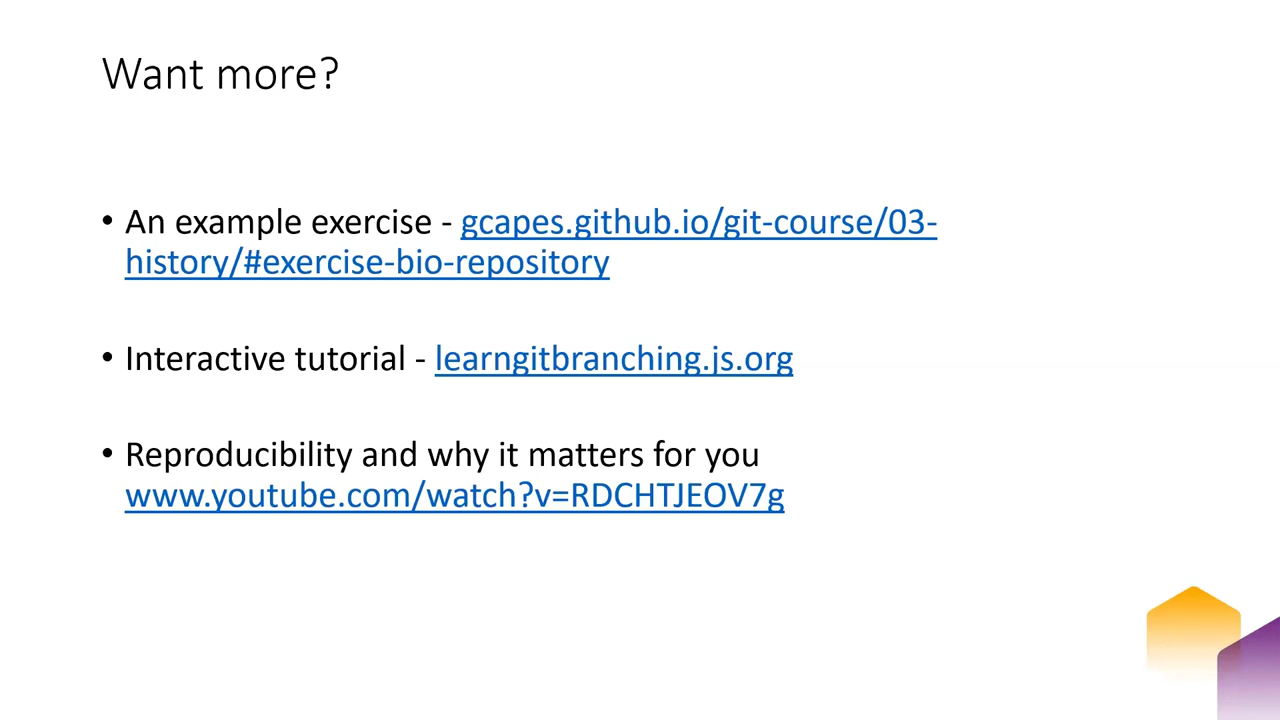 Want more?
• An example exercise - gcapes.github.io/git-course/03-
history/#exercise-bio-repository
• Interactive tutorial - learngitbranching.js.org
• Reproducibility and why it matters for you
www.youtube.com/watch?v=RDCHTJEOV7g